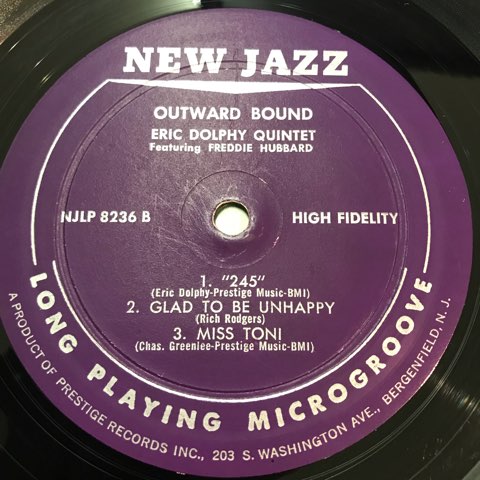 NEW JAZZ
OUTWARD BOUND
ERIC DOLPHY QUINTET
Featuring FREDDIE HUBBARD
NJLP 8236 B
HIGH FIDELITY
1. "245"
(Eric Dolphy-Prestige Music-BMI)
2. GLAD TO BE UNHAPPY
(Rich Rodgers)
3. MISS TONI
(Chas. Greenlee-Prestige Music-BMI)
LONG PLAYING MICROGROOVE
A PRODUCT OF PRESTIGE RECORDS INC., 203 S. WASHINGTON AVE., BERGENFIELD, N.J.